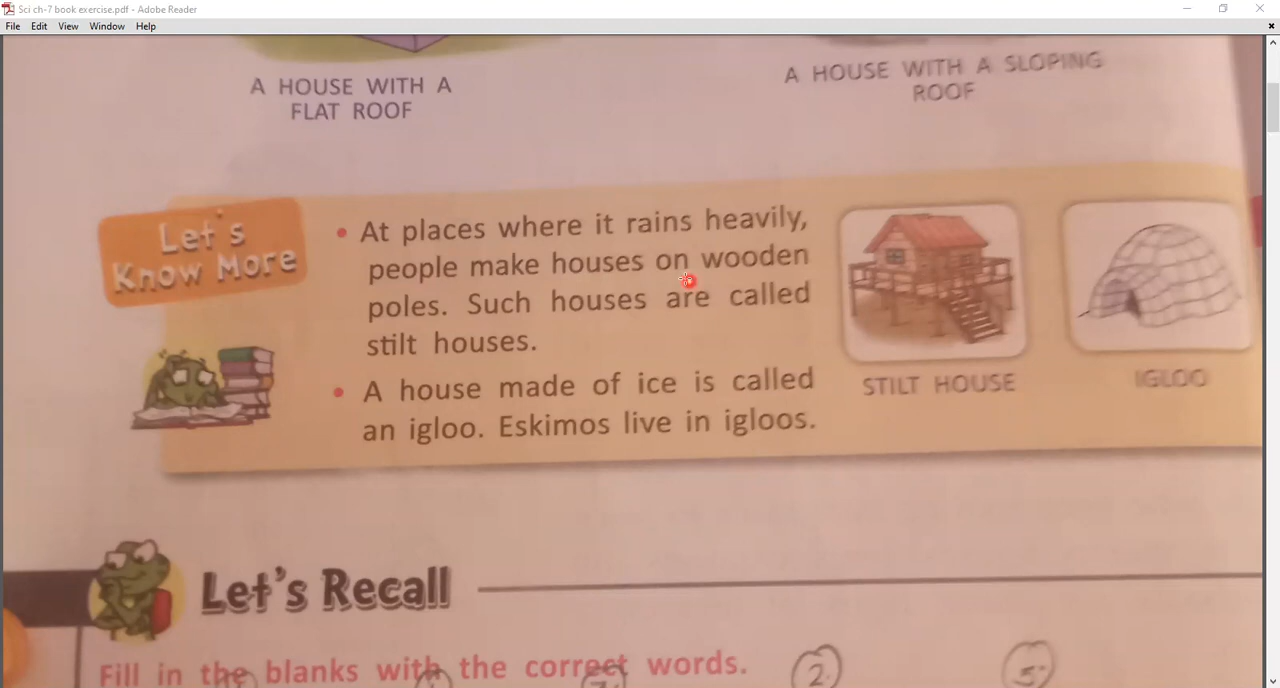 Sci ch-7 book exercise.pdf - Adobe Reader
File Edit View Window Help
A HOUSE WITH A
FLAT ROOF
A HOUSE WITH A SLOPING
ROOF
Let's
Know More
• At places where it rains heavily,
people make houses on wooden
poles. Such houses are called
stilt houses.
• A house made of ice is called
an igloo. Eskimos live in igloos.
STILT HOUSE
IGLOO
Let's Recall
Fill in the blanks with the correct words.
2.
5.